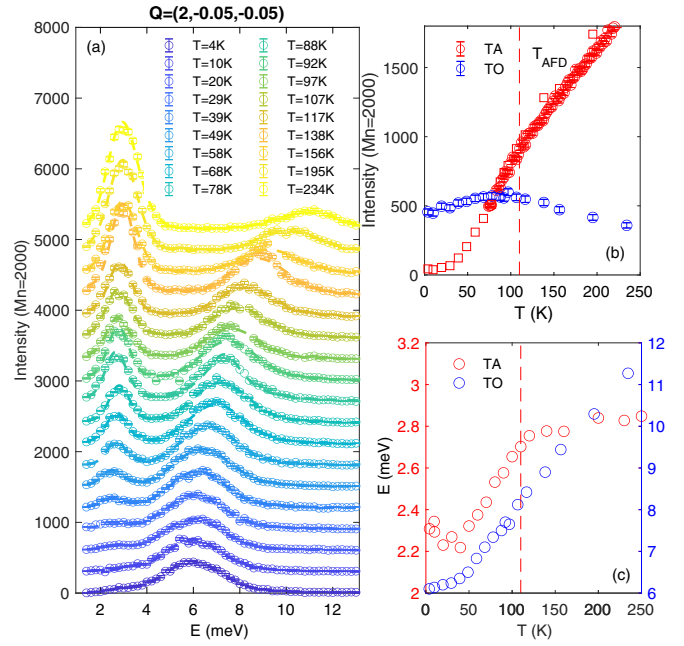 Q=(2,-0.05,-0.05)
(a)
T=4K
T=10K
T=20K
T=29K
T=39K
T=49K
T=58K
T=68K
T=78K
T=88K
T=92K
T=97K
T=107K
T=117K
T=138K
T=156K
T=195K
T=234K
8000
7000
6000
5000
4000
3000
2000
1000
0
Intensity (Mn=2000)
2
4
6
8
10
12
E (meV)
TA
TO
T_AFD
(b)
1500
1000
500
0
Intensity (Mn=2000)
0
50
100
150
200
250
T (K)
TA
TO
(c)
3.2
3
2.8
2.6
2.4
2.2
2
E (meV)
12
11
10
9
8
7
6
0
50
100
150
200
250
T (K)